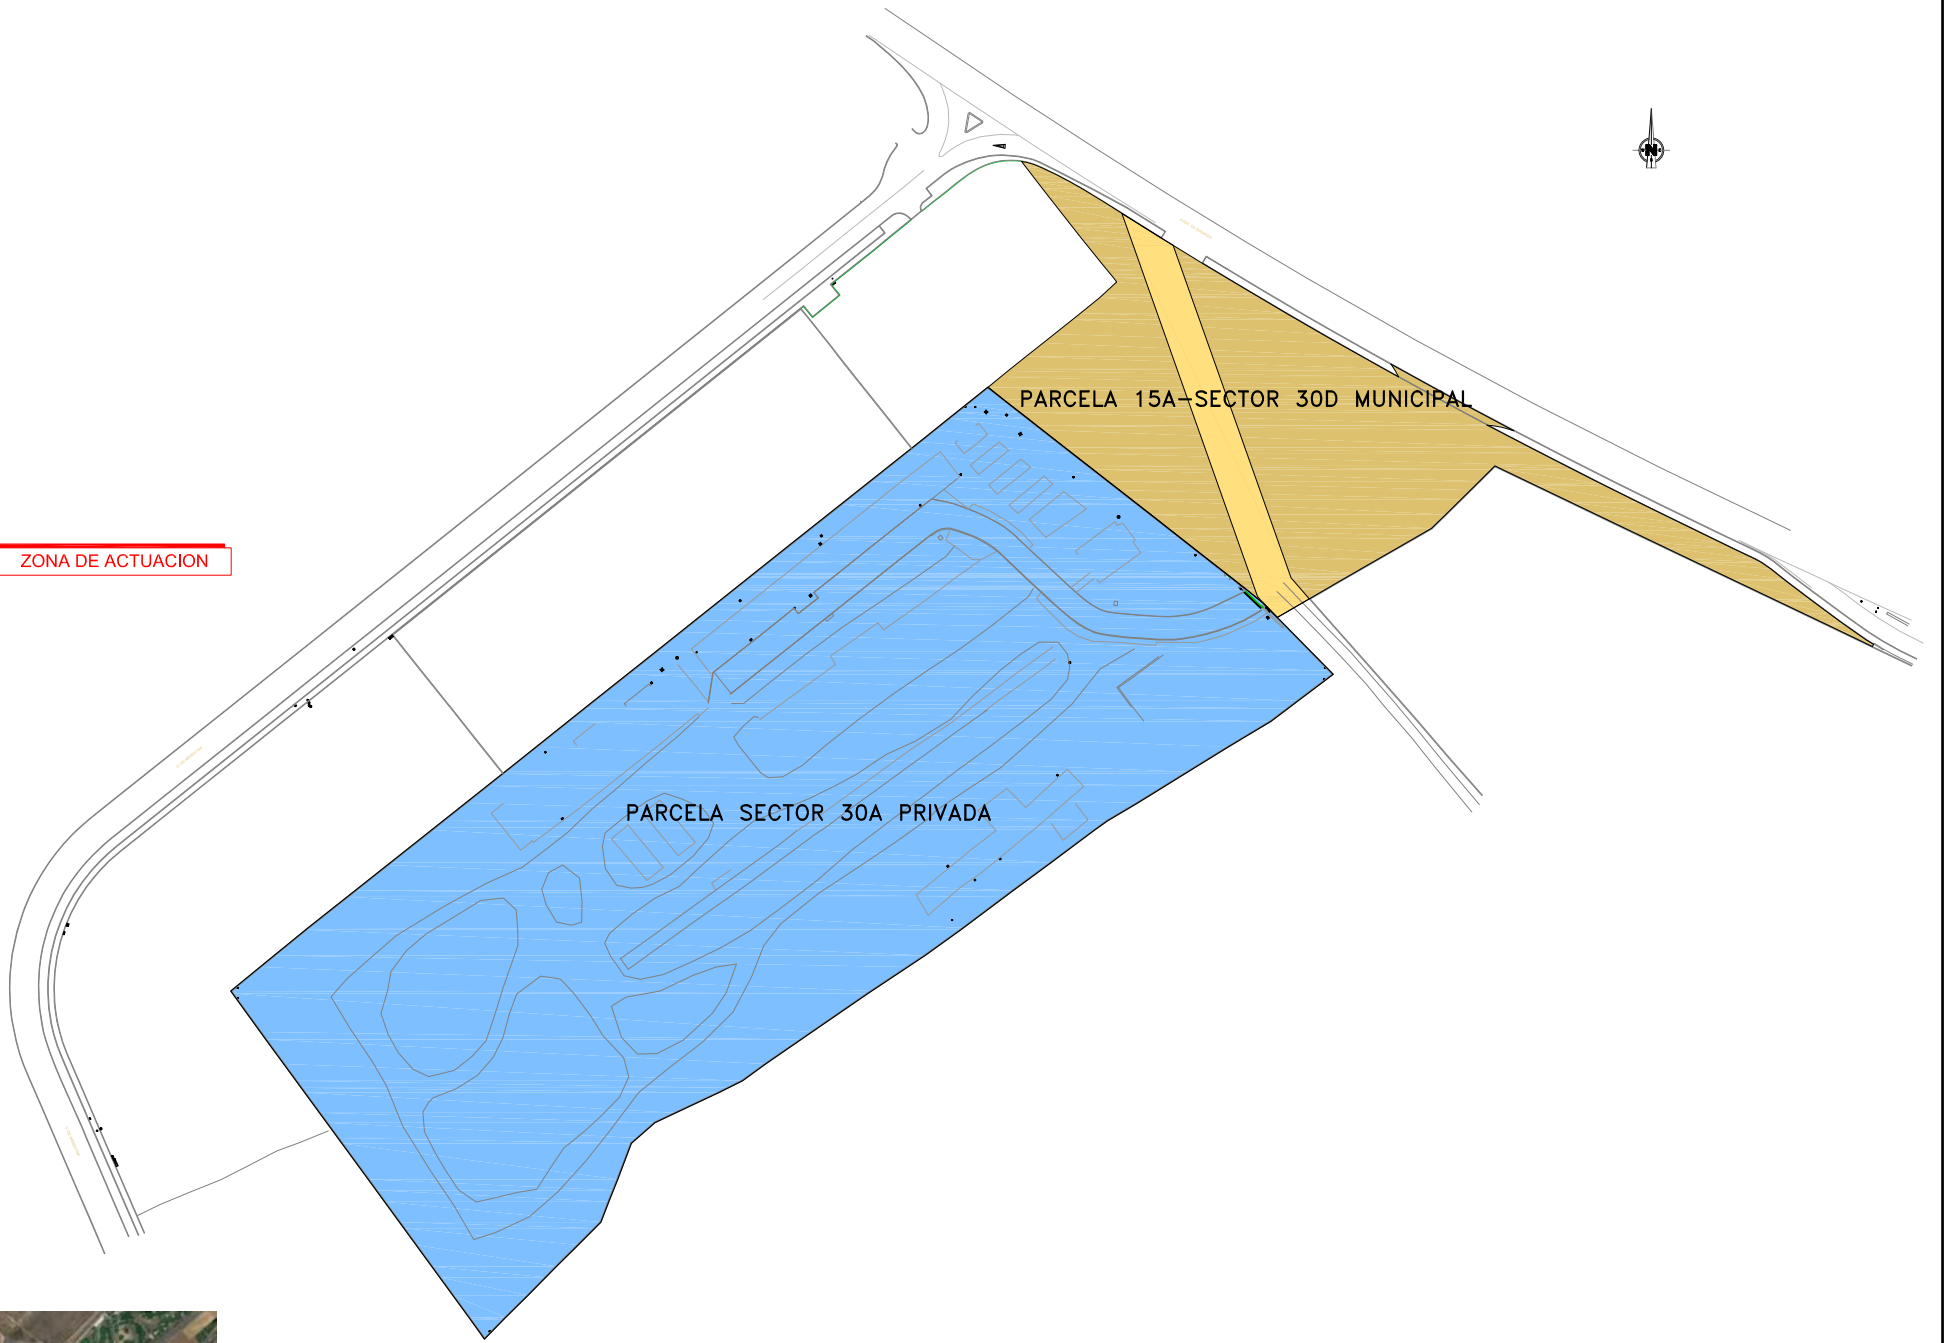 N
PARCELA 15A-SECTOR 30D MUNICIPAL
ZONA DE ACTUACION
PARCELA SECTOR 30A PRIVADA